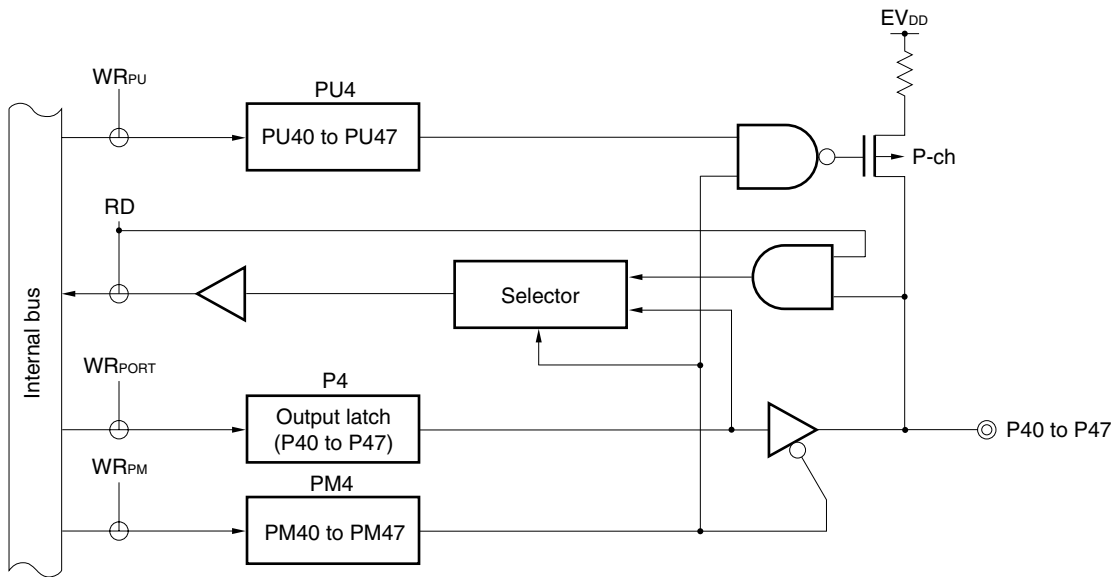 EVDD
WRPU
PU4
PU40 to PU47
P-ch
RD
Selector
Internal bus
WRPORT
P4
Output latch
(P40 to P47)
P40 to P47
WRPM
PM4
PM40 to PM47